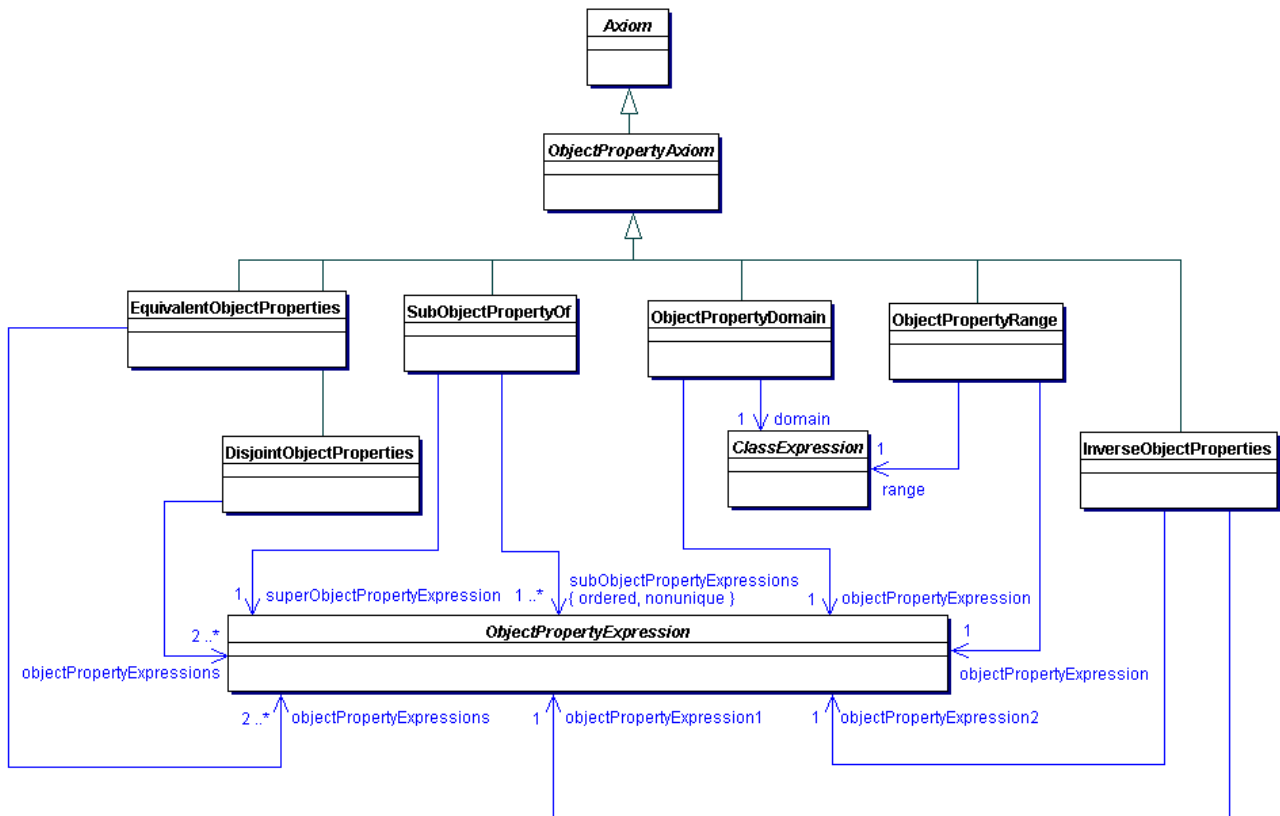 Axiom
ObjectPropertyAxiom
EquivalentObjectProperties
SubObjectPropertyOf
ObjectPropertyDomain
ObjectPropertyRange
1 domain
DisjointObjectProperties
ClassExpression
1
InverseObjectProperties
range
1 superObjectPropertyExpression
1 ..* subObjectPropertyExpressions
{ ordered, nonunique }
1 objectPropertyExpression
2 ..*
ObjectPropertyExpression
1
objectPropertyExpressions
objectPropertyExpression
2 ..* objectPropertyExpressions
1 objectPropertyExpression1
1 objectPropertyExpression2